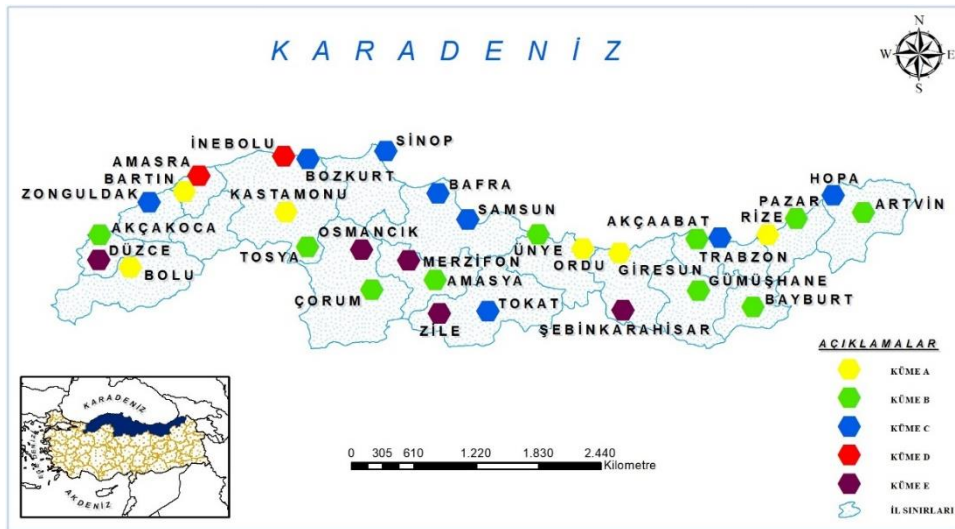 KARADENİZ
N
W E
S
İNEBOLU
SİNOP
AMASRA
BOZKURT
BARTIN
ZONGULDAK
KASTAMONU
BAFRA
HOPA
SAMSUN
PAZAR
ARTVİN
AKÇAABAT
RİZE
AKÇAKOCA
OSMANCIK
DÜZCE
TOSYA
MERZİFON
ÜNYE
ORDU
TRABZON
BOLU
GİRESUN
AMASYA
GÜMÜŞHANE
ÇORUM
TOKAT
BAYBURT
ZİLE
ŞEBİNKARAHİSAR
AÇIKLAMALAR
KÜME A
KÜME B
KÜME C
KÜME D
KÜME E
İL SINIRLARI
KARADENİZ
AKDENİZ
0 305 610 1.220 1.830 2.440
Kilometre